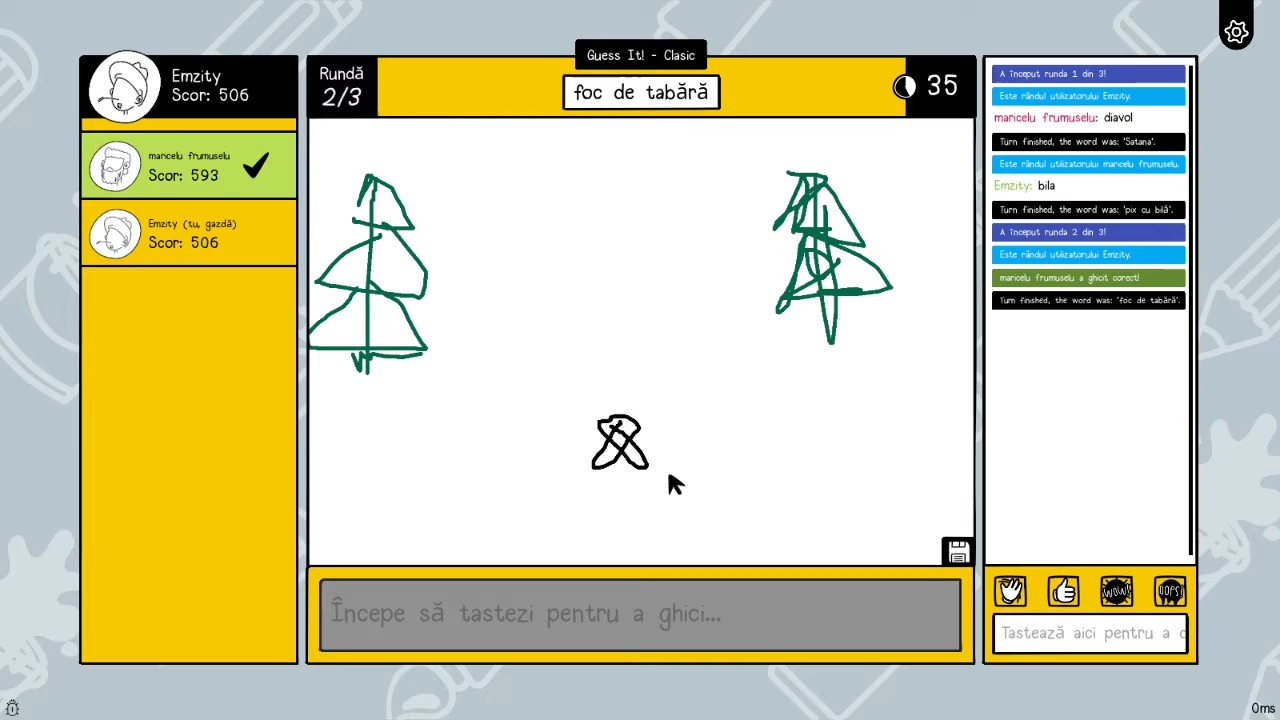 Guess It! - Clasic
Emzity
Scor: 506
Rundă
2/3
foc de tabără
35
maricelu frumuselu
Scor: 593
Emzity (tu, gazdă)
Scor: 506
A început runda 1 din 3!
Este rândul utilizatorului Emzity.
maricelu frumuselu: diavol
Turn finished, the word was: 'Satana'.
Este rândul utilizatorului maricelu frumuselu.
Emzity: bila
Turn finished, the word was: 'pix cu bilă'.
A început runda 2 din 3!
Este rândul utilizatorului Emzity.
maricelu frumuselu a ghicit corect!
Turn finished, the word was: 'foc de tabără'.
Începe să tastezi pentru a ghici...
WOW!
OOPS!
Tastează aici pentru a c
0ms